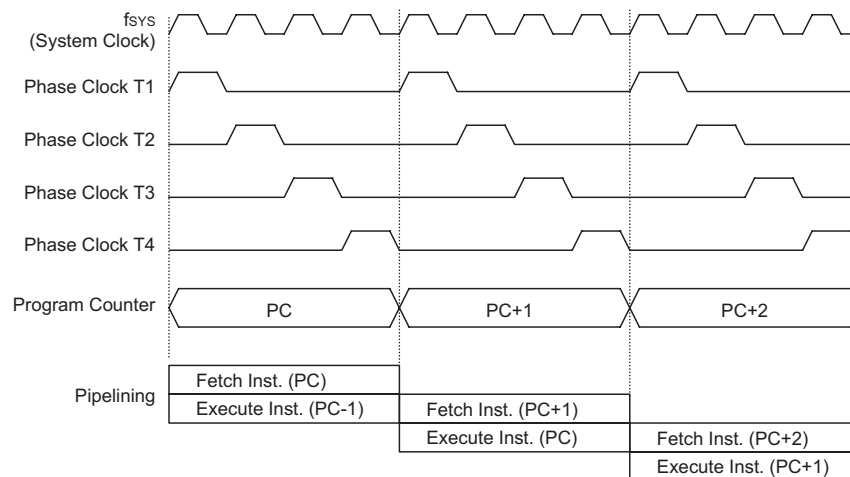 fSYS
(System Clock)
Phase Clock T1
Phase Clock T2
Phase Clock T3
Phase Clock T4
Program Counter
PC
PC+1
PC+2
Pipelining
Fetch Inst. (PC)
Execute Inst. (PC-1)
Fetch Inst. (PC+1)
Execute Inst. (PC)
Fetch Inst. (PC+2)
Execute Inst. (PC+1)